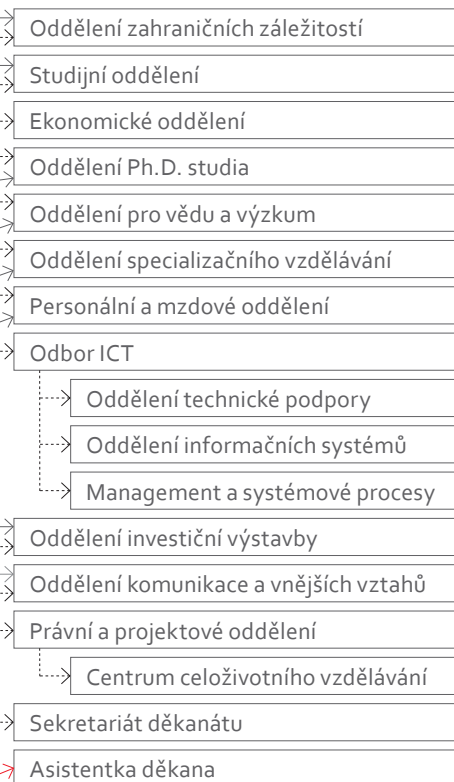 Oddělení zahraničních záležitostí
Studijní oddělení
Ekonomické oddělení
Oddělení Ph.D. studia
Oddělení pro vědu a výzkum
Oddělení specializačního vzdělávání
Personální a mzdové oddělení
Odbor ICT
Oddělení technické podpory
Oddělení informačních systémů
Management a systémové procesy
Oddělení investiční výstavby
Oddělení komunikace a vnějších vztahů
Právní a projektové oddělení
Centrum celoživotního vzdělávání
Sekretariát děkanátu
Asistentka děkana